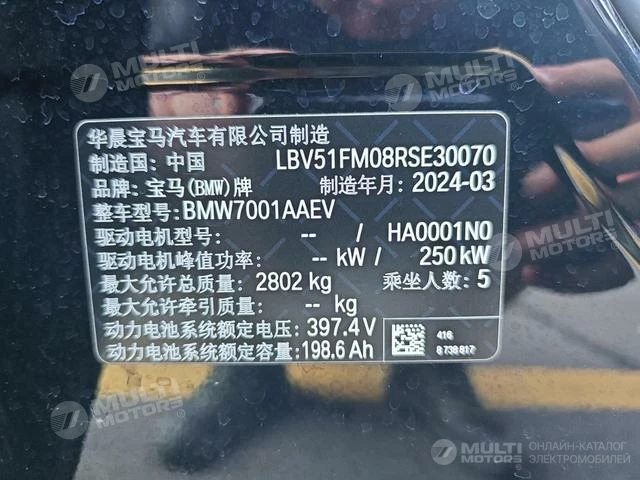 MULTI MOTORS®
MULTI MOTORS®
华晨宝马汽车有限公司制造
制造国: 中国 LBV51FM08RSE30070
品牌: 宝马(BMW)牌 制造年月: 2024-03
整车型号: BMW7001AAEV
驱动电机型号: -- / HA0001N0
驱动电机峰值功率: -- kW / 250 kW
最大允许总质量: 2802 kg 乘坐人数: 5
最大允许牵引质量: -- kg
动力电池系统额定电压: 397.4 V
动力电池系统额定容量: 198.6 Ah
416
8 738 817
MULTI MOTORS®
MULTI MOTORS®
MULTI MOTORS®
ОНЛАЙН-КАТАЛОГ
ЭЛЕКТРОМОБИЛЕЙ